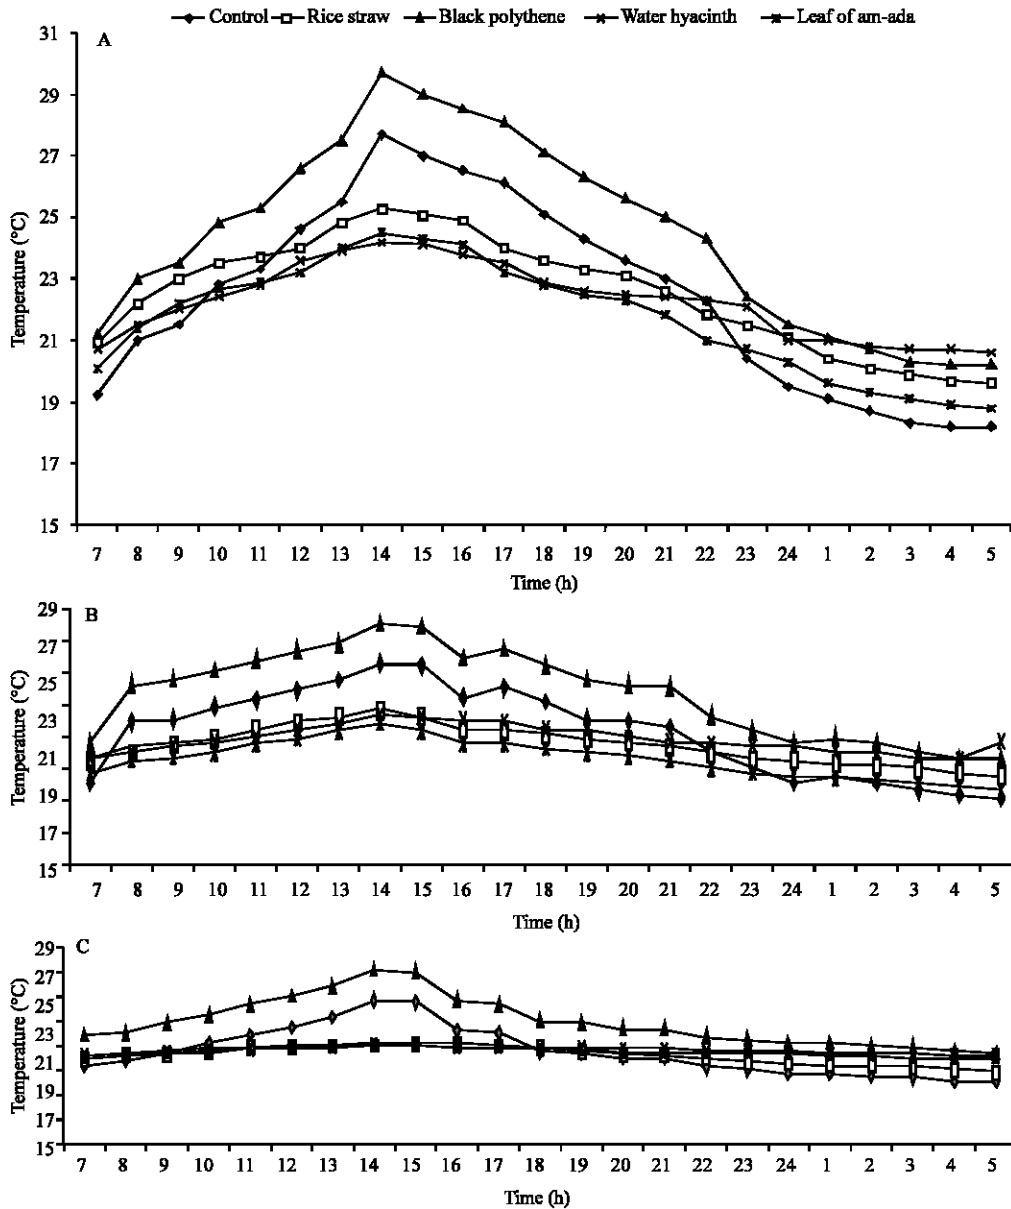 Control Rice straw Black polythene Water hyacinth Leaf of am-ada
A
31
29
27
25
23
21
19
17
15
Temperature (°C)
7 8 9 10 11 12 13 14 15 16 17 18 19 20 21 22 23 24 1 2 3 4 5
Time (h)
B
29
27
25
23
21
19
17
15
Temperature (°C)
7 8 9 10 11 12 13 14 15 16 17 18 19 20 21 22 23 24 1 2 3 4 5
Time (h)
C
29
27
25
23
21
19
17
15
Temperature (°C)
7 8 9 10 11 12 13 14 15 16 17 18 19 20 21 22 23 24 1 2 3 4 5
Time (h)